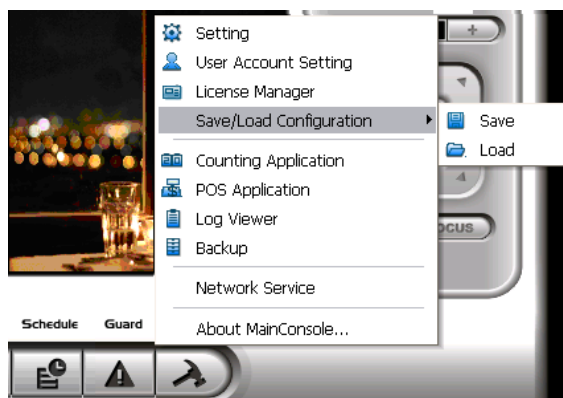 Setting
User Account Setting
License Manager
Save/Load Configuration
Save
Load
Counting Application
POS Application
Log Viewer
Backup
Network Service
About MainConsole...
Schedule
Guard